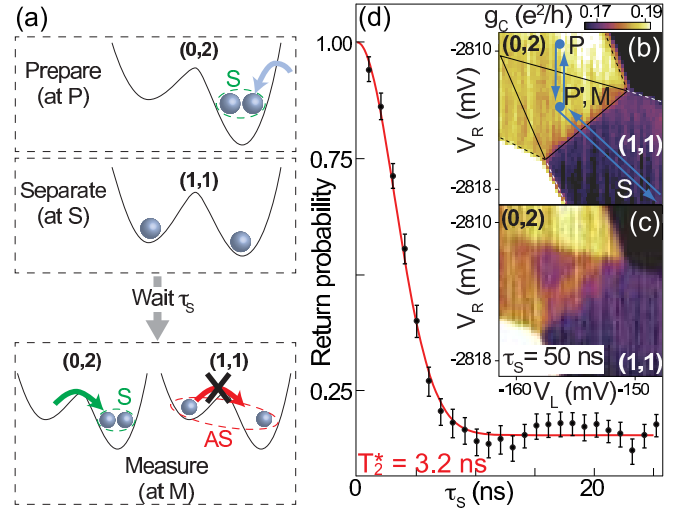 (a)
(0,2)
Prepare
(at P)
S
(1,1)
Separate
(at S)
Wait τS
(0,2)
(1,1)
S
AS
Measure
(at M)
(d)
Return probability
1.00
0.75
0.25
T2* = 3.2 ns
0
20
τS (ns)
gC (e²/h)
0.17
0.19
(b)
(0,2)
P
P', M
(1,1)
S
-2810
-2818
VR (mV)
(c)
(0,2)
-2810
-2818
VR (mV)
τS = 50 ns
(1,1)
-160
-150
VL (mV)